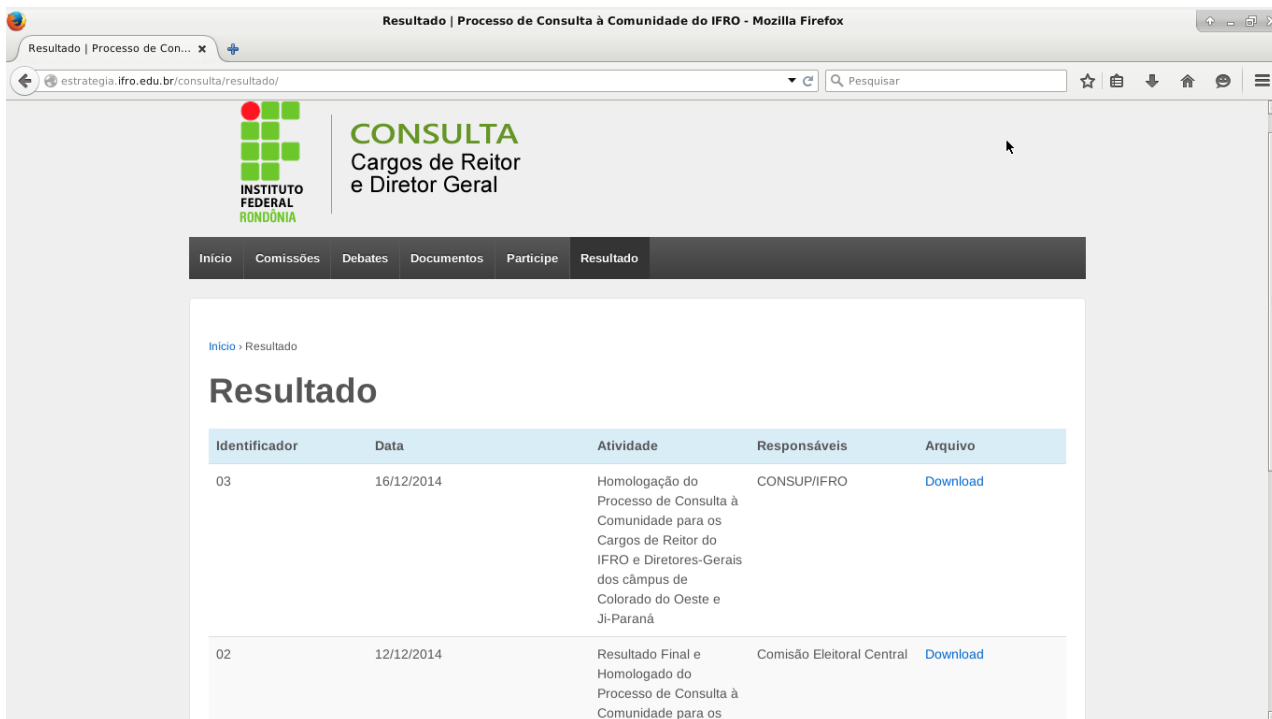 Resultado | Processo de Consulta à Comunidade do IFRO - Mozilla Firefox
Resultado | Processo de Con...
estrategia.ifro.edu.br/consulta/resultado/
Pesquisar
INSTITUTO
FEDERAL
RONDÔNIA
CONSULTA
Cargos de Reitor
e Diretor Geral
Início Comissões Debates Documentos Participe Resultado
Início › Resultado
Resultado
Identificador Data Atividade Responsáveis Arquivo
03 16/12/2014 Homologação do CONSUP/IFRO Download
Processo de Consulta à
Comunidade para os
Cargos de Reitor do
IFRO e Diretores-Gerais
dos câmpus de
Colorado do Oeste e
Ji-Paraná
02 12/12/2014 Resultado Final e Comisão Eleitoral Central Download
Homologado do
Processo de Consulta à
Comunidade para os